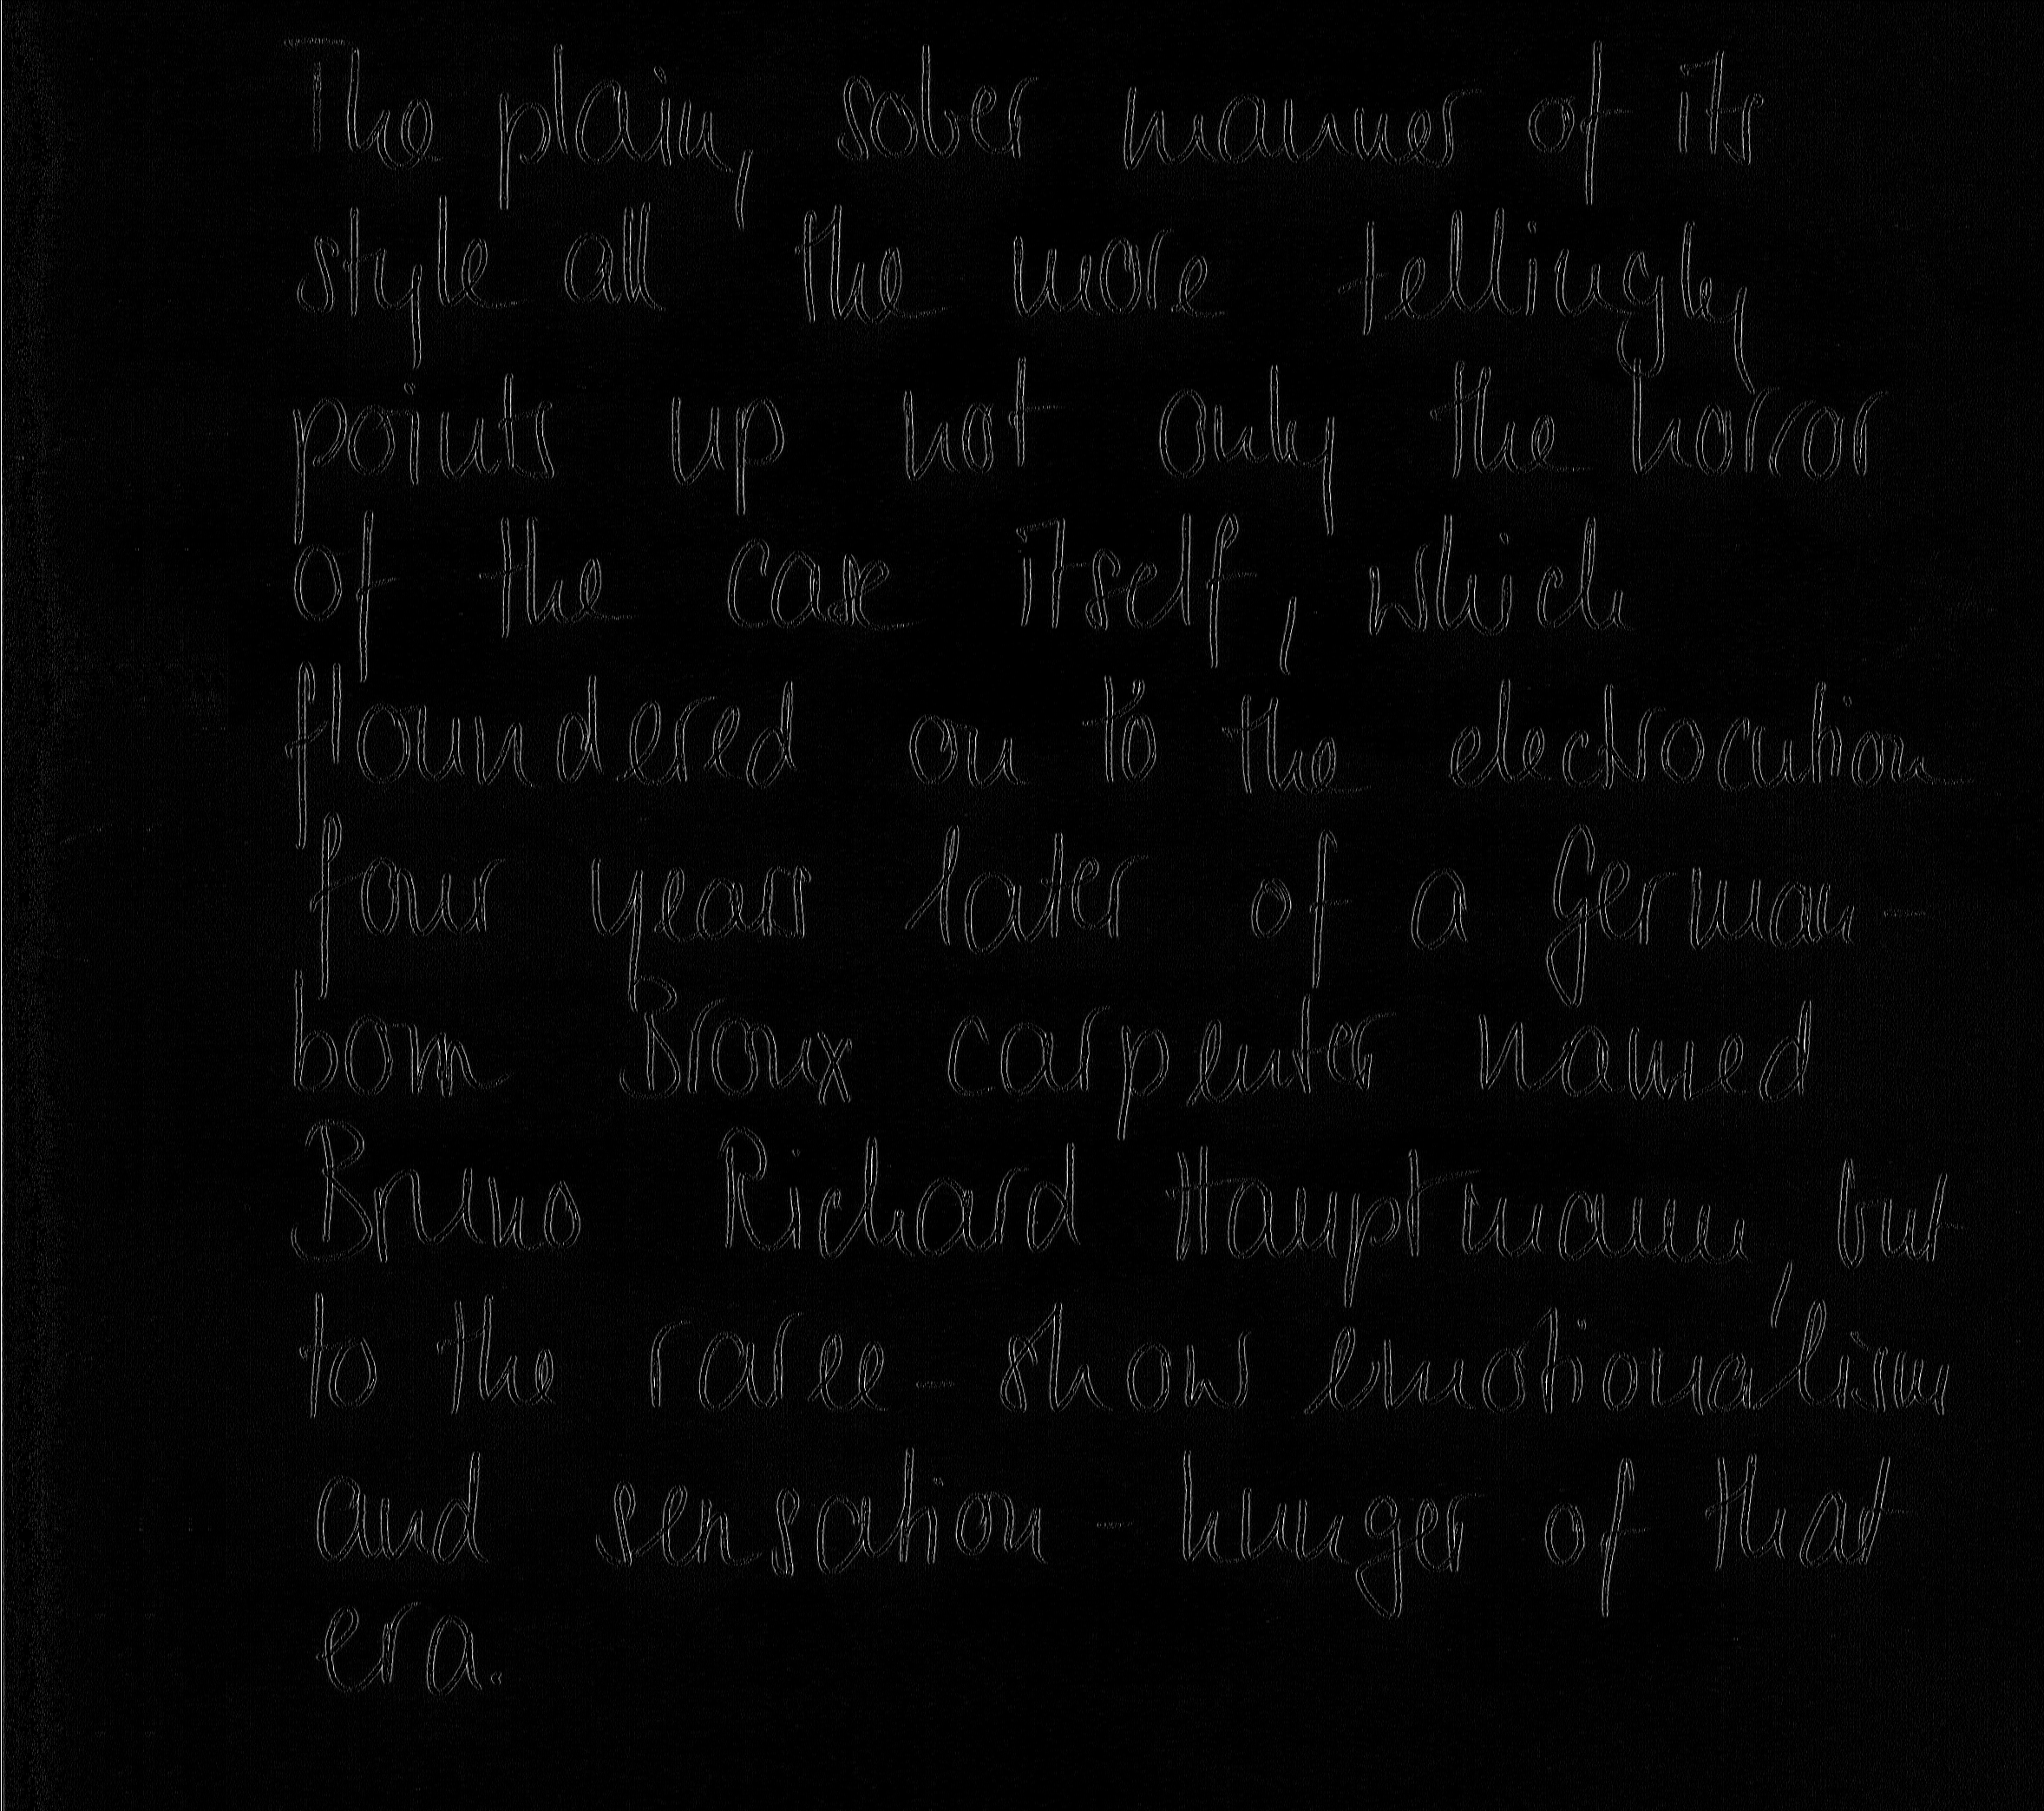 The plain, sober manner of its
style all the more tellingly
points up not only the horror
of the case itself, which
floundered on to the electrocution
four years later of a German-
born Bronx carpenter named
Bruno Richard Hauptmann, but
to the raree-show emotionalism
and sensation-hunger of that
era.